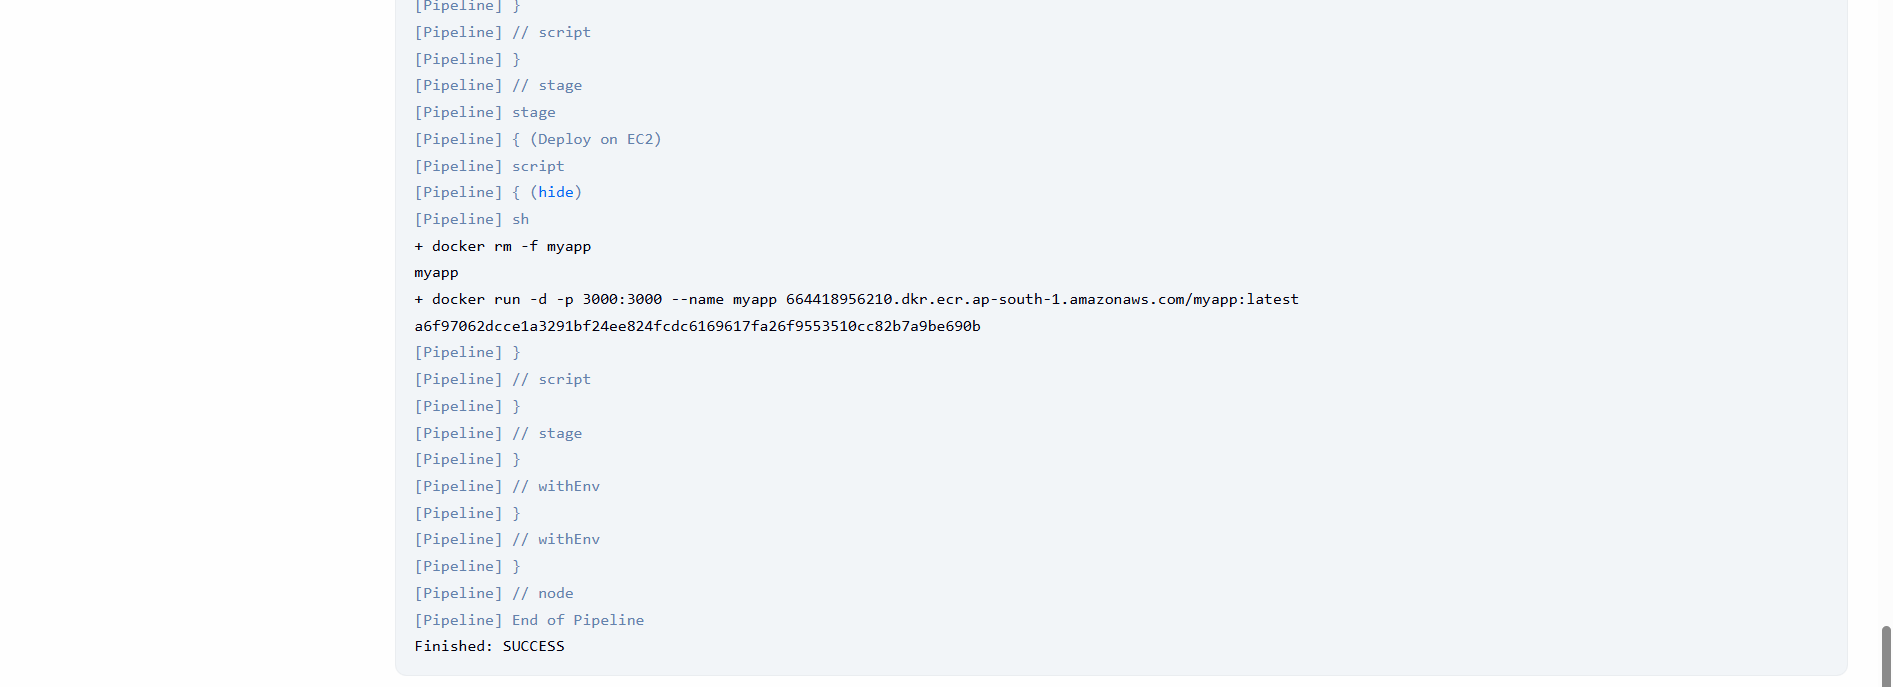 [Pipeline] }
[Pipeline] // script
[Pipeline] }
[Pipeline] // stage
[Pipeline] stage
[Pipeline] { (Deploy on EC2)
[Pipeline] script
[Pipeline] { (hide)
[Pipeline] sh
+ docker rm -f myapp
myapp
+ docker run -d -p 3000:3000 --name myapp 664418956210.dkr.ecr.ap-south-1.amazonaws.com/myapp:latest
a6f97062dcce1a3291bf24ee824fcdc6169617fa26f9553510cc82b7a9be690b
[Pipeline] }
[Pipeline] // script
[Pipeline] }
[Pipeline] // stage
[Pipeline] }
[Pipeline] // withEnv
[Pipeline] }
[Pipeline] // withEnv
[Pipeline] }
[Pipeline] // node
[Pipeline] End of Pipeline
Finished: SUCCESS